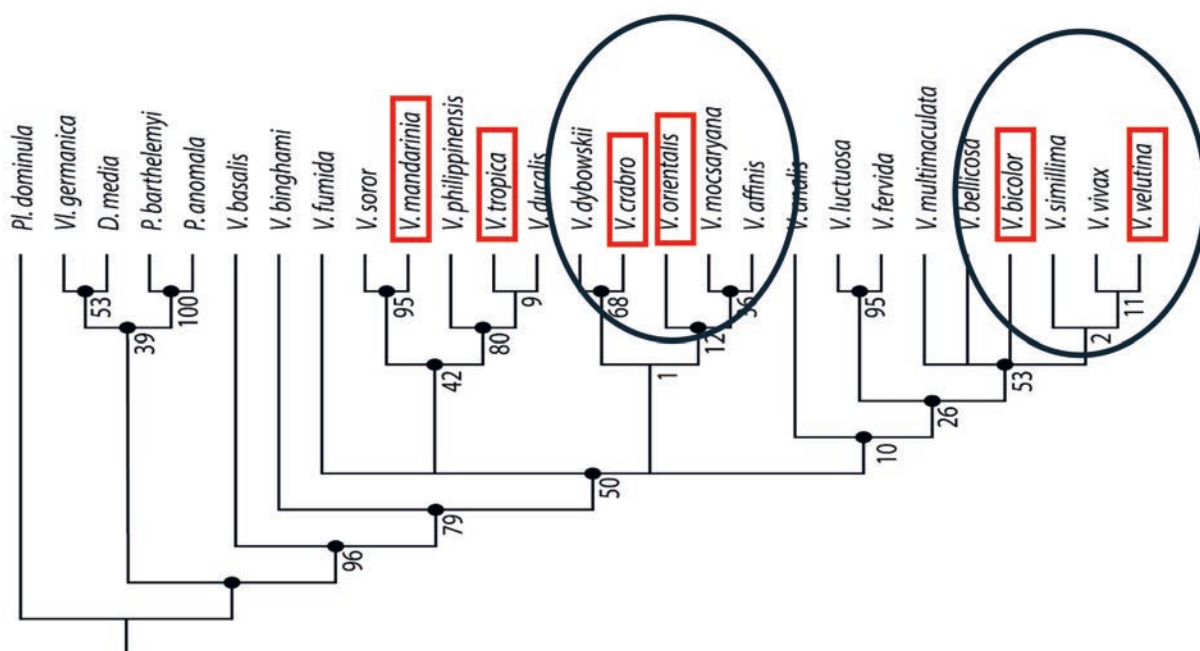 Pl. dominula
Vl. germanica
D. media
P. barthelemyi
P. anomala
V. basalis
V. binghami
V. fumida
V. soror
V. mandarinia
V. philippinensis
V. tropica
V. ducalis
V. dybowskii
V. crabro
V. orientalis
V. mocsaryana
V. affinis
V. analis
V. luctuosa
V. fervida
V. multimaculata
V. bellicosa
V. bicolor
V. simillima
V. vivax
V. velutina
53
100
39
95
9
80
42
68
56
12
1
95
11
2
53
26
10
50
79
96